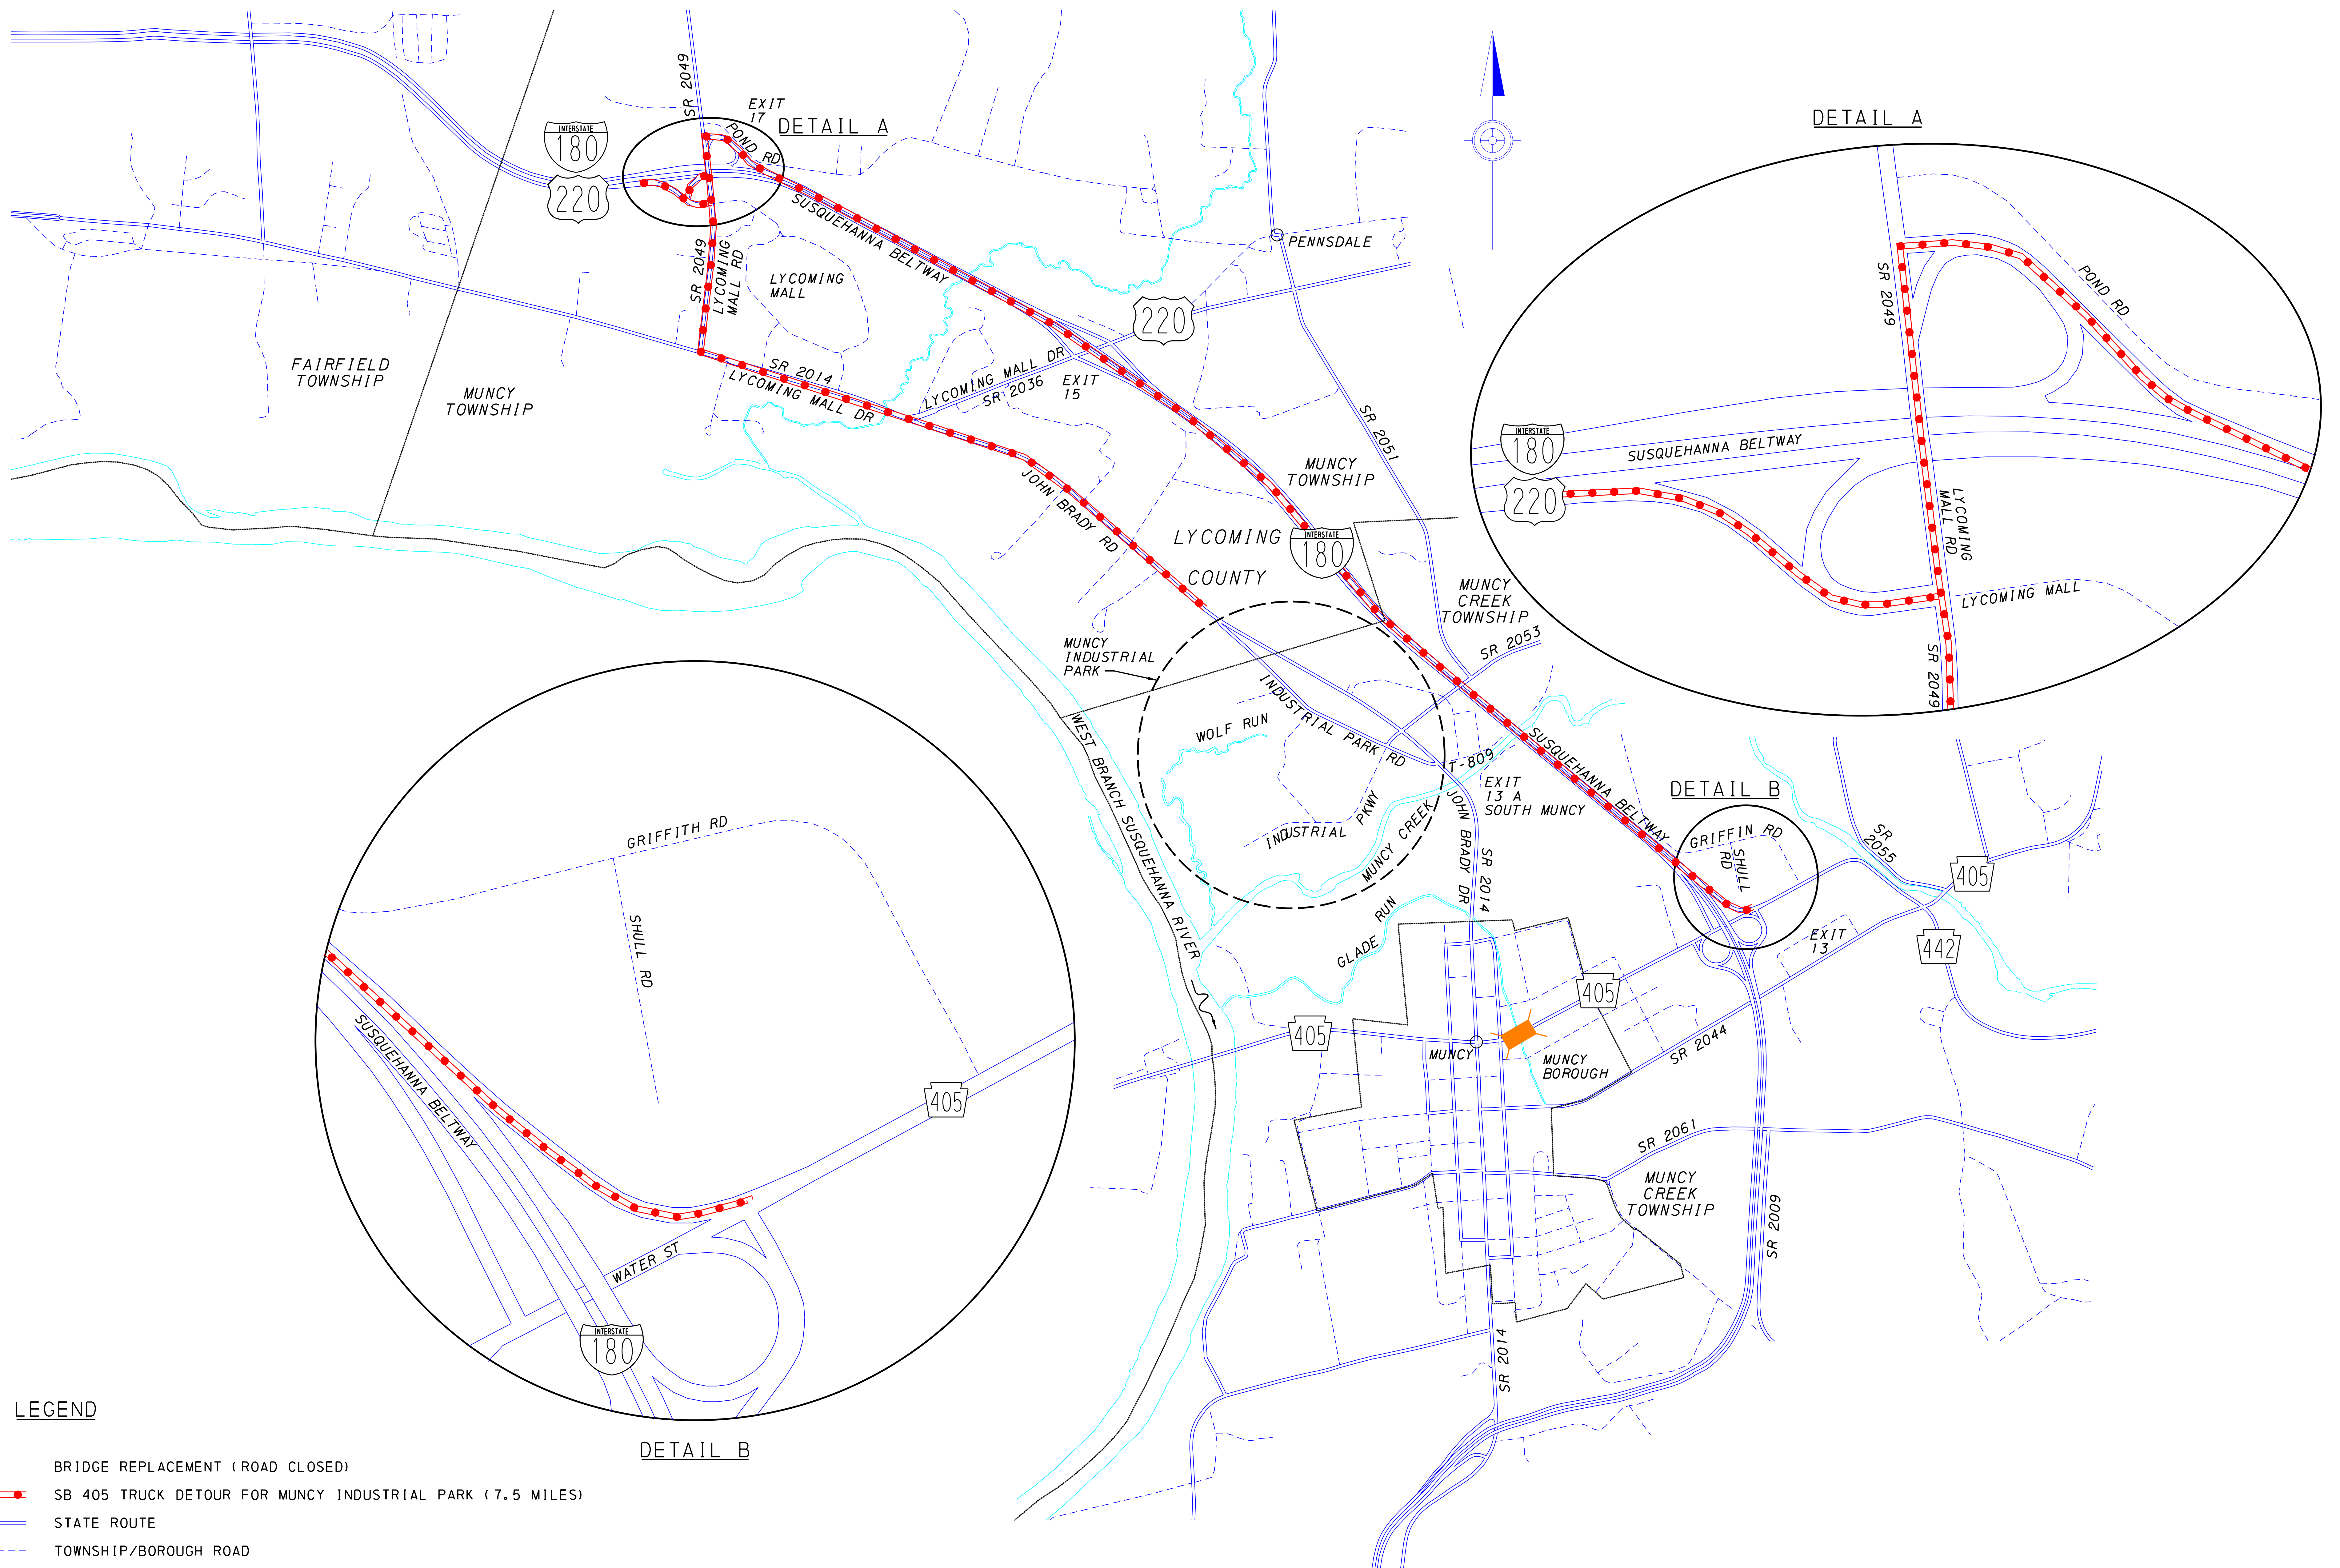 SR 2049
EXIT
17
DETAIL A
POND RD
INTERSTATE
180
220
SUSQUEHANNA BELTWAY
SR 2049
LYCOMING
MALL RD
LYCOMING
MALL
PENNSDALE
220
FAIRFIELD
TOWNSHIP
MUNCY
TOWNSHIP
SR 2014
LYCOMING MALL DR
LYCOMING MALL DR
SR 2036
EXIT
15
SR 2051
JOHN BRADY RD
MUNCY
TOWNSHIP
LYCOMING
COUNTY
INTERSTATE
180
MUNCY
CREEK
TOWNSHIP
SR 2053
MUNCY
INDUSTRIAL
PARK
INDUSTRIAL PARK RD
WOLF RUN
WEST BRANCH SUSQUEHANNA RIVER
T-809
EXIT
13 A
SOUTH MUNCY
SUSQUEHANNA BELTWAY
INDUSTRIAL
PKWY
MUNCY CREEK
JOHN BRADY DR
SR 2014
GLADE RUN
DETAIL B
GRIFFIN RD
SHULL
RD
SR
2055
405
EXIT
13
442
405
405
MUNCY
MUNCY
BOROUGH
SR 2044
SR 2061
MUNCY
CREEK
TOWNSHIP
SR 2009
SR 2014
DETAIL A
SR 2049
POND RD
INTERSTATE
180
220
SUSQUEHANNA BELTWAY
LYCOMING
MALL RD
LYCOMING MALL
SR 2049
GRIFFITH RD
SHULL RD
SUSQUEHANNA BELTWAY
405
WATER ST
INTERSTATE
180
DETAIL B
LEGEND
BRIDGE REPLACEMENT (ROAD CLOSED)
SB 405 TRUCK DETOUR FOR MUNCY INDUSTRIAL PARK (7.5 MILES)
STATE ROUTE
TOWNSHIP/BOROUGH ROAD